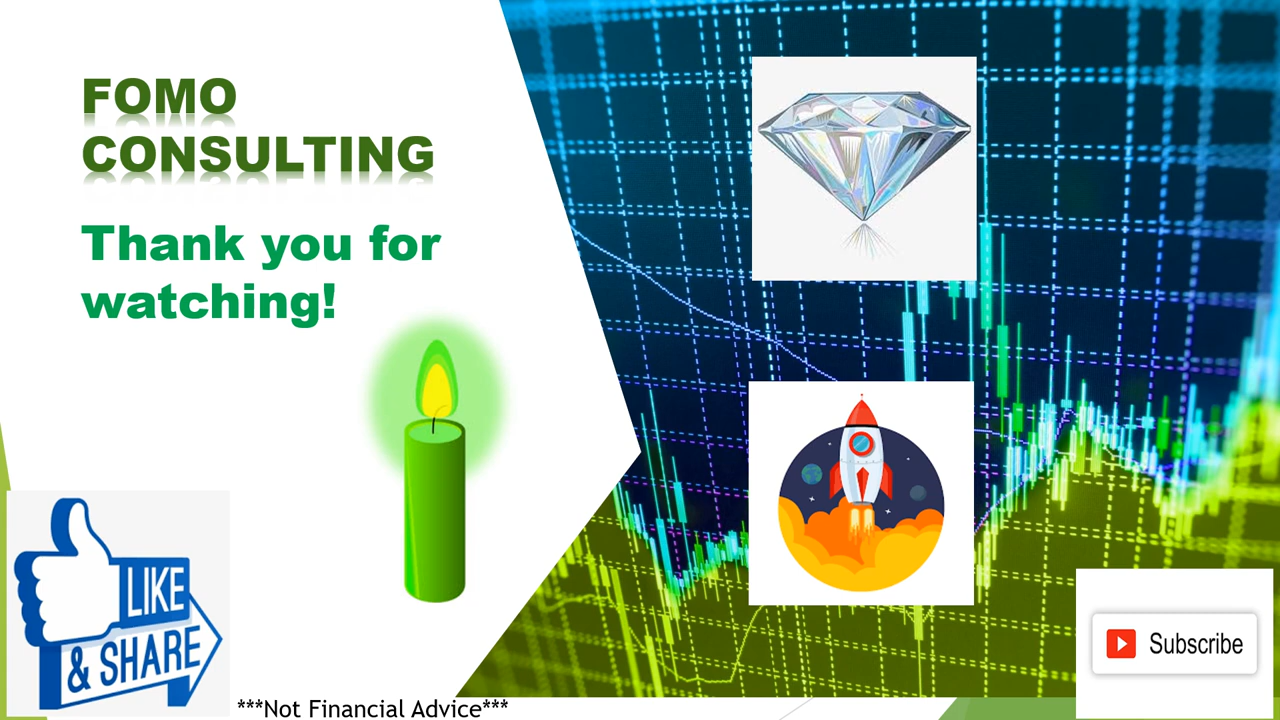 FOMO
CONSULTING
Thank you for
watching!
LIKE
& SHARE
***Not Financial Advice***
Subscribe